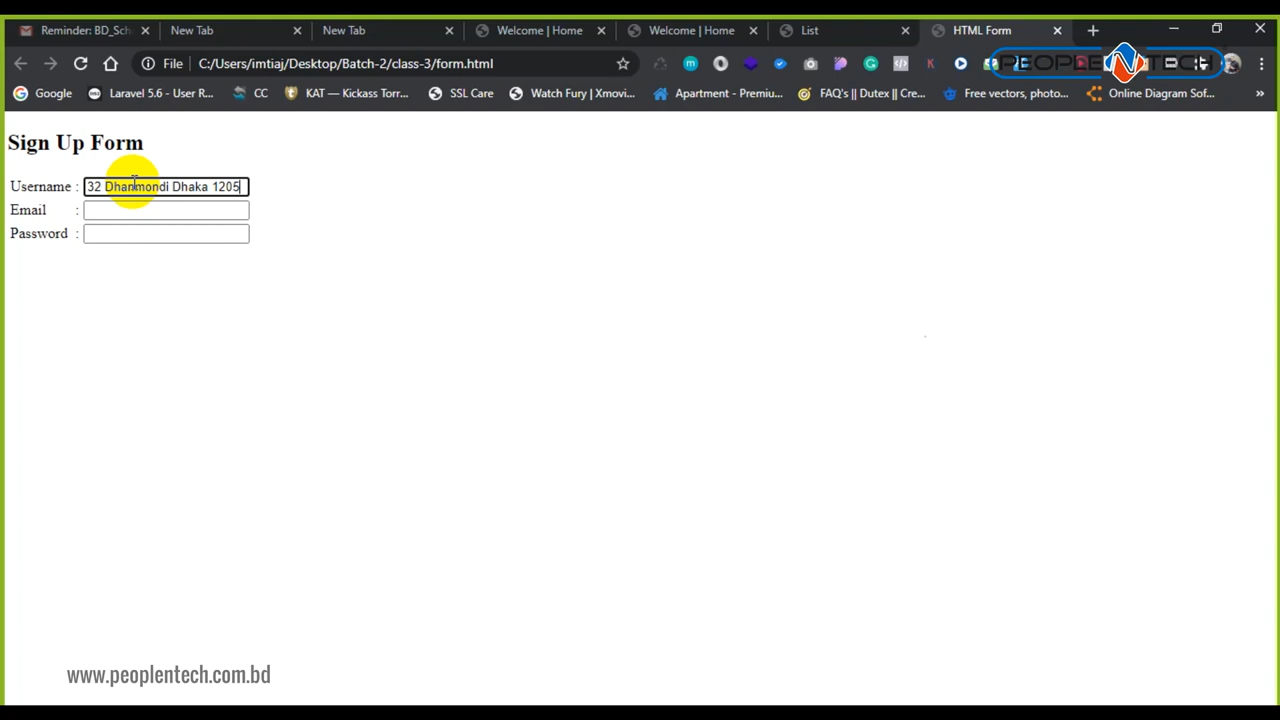 Reminder: BD_Sch
New Tab
New Tab
Welcome | Home
Welcome | Home
List
HTML Form
File
C:/Users/imtiaj/Desktop/Batch-2/class-3/form.html
PEOPLENTECH
Google
Laravel 5.6 - User R...
CC
KAT — Kickass Torr...
SSL Care
Watch Fury | Xmovi...
Apartment - Premiu...
FAQ's || Dutex || Cre...
Free vectors, photo...
Online Diagram Sof...
Sign Up Form
Username : 32 Dhanmondi Dhaka 1205
Email :
Password :
www.peoplentech.com.bd